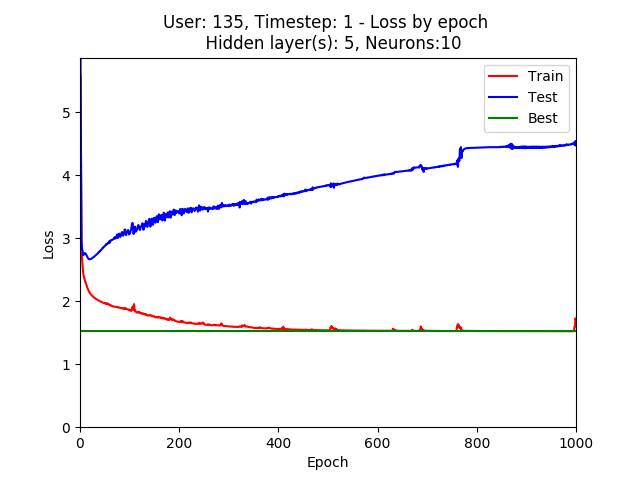 User: 135, Timestep: 1 - Loss by epoch
Hidden layer(s): 5, Neurons:10
Train
Test
Best
5
4
3
2
1
0
Loss
0 200 400 600 800 1000
Epoch